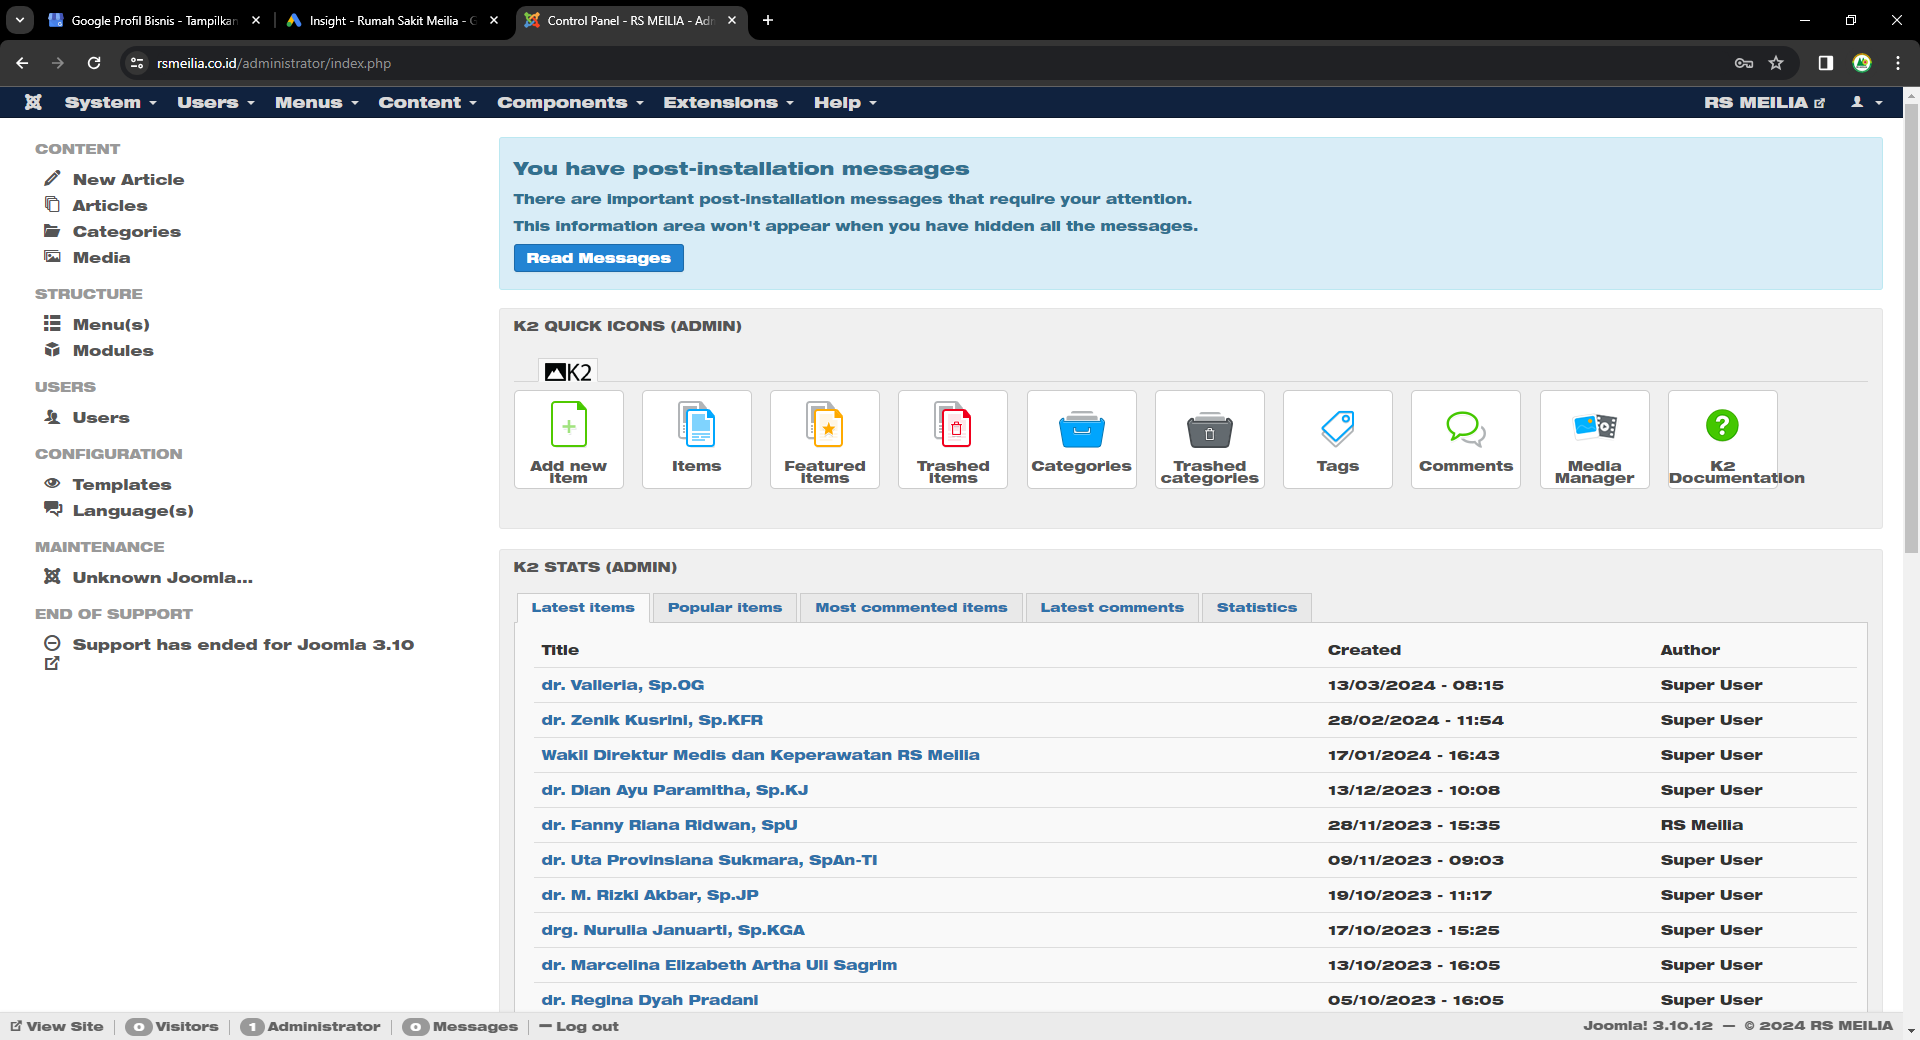 Google Profil Bisnis - Tampilkan
Insight - Rumah Sakit Meilia - G
Control Panel - RS MEILIA - Adm
rsmeilia.co.id/administrator/index.php
System Users Menus Content Components Extensions Help RS MEILIA
CONTENT
New Article
Articles
Categories
Media
STRUCTURE
Menu(s)
Modules
USERS
Users
CONFIGURATION
Templates
Language(s)
MAINTENANCE
Unknown Joomla...
END OF SUPPORT
Support has ended for Joomla 3.10
You have post-installation messages
There are important post-installation messages that require your attention.
This information area won't appear when you have hidden all the messages.
Read Messages
K2 QUICK ICONS (ADMIN)
K2
Add new item
Items
Featured items
Trashed items
Categories
Trashed categories
Tags
Comments
Media Manager
K2 Documentation
K2 STATS (ADMIN)
Latest items Popular items Most commented items Latest comments Statistics
Title Created Author
dr. Valleria, Sp.OG 13/03/2024 - 08:15 Super User
dr. Zenik Kusrini, Sp.KFR 28/02/2024 - 11:54 Super User
Wakil Direktur Medis dan Keperawatan RS Meilia 17/01/2024 - 16:43 Super User
dr. Dian Ayu Paramitha, Sp.KJ 13/12/2023 - 10:08 Super User
dr. Fanny Riana Ridwan, SpU 28/11/2023 - 15:35 RS Meilia
dr. Uta Provinsiana Sukmara, SpAn-TI 09/11/2023 - 09:03 Super User
dr. M. Rizki Akbar, Sp.JP 19/10/2023 - 11:17 Super User
drg. Nurulia Januarti, Sp.KGA 17/10/2023 - 15:25 Super User
dr. Marcelina Elizabeth Artha Uli Sagrim 13/10/2023 - 16:05 Super User
dr. Regina Dyah Pradani 05/10/2023 - 16:05 Super User
View Site 0 Visitors 1 Administrator 0 Messages Log out Joomla! 3.10.12 — © 2024 RS MEILIA